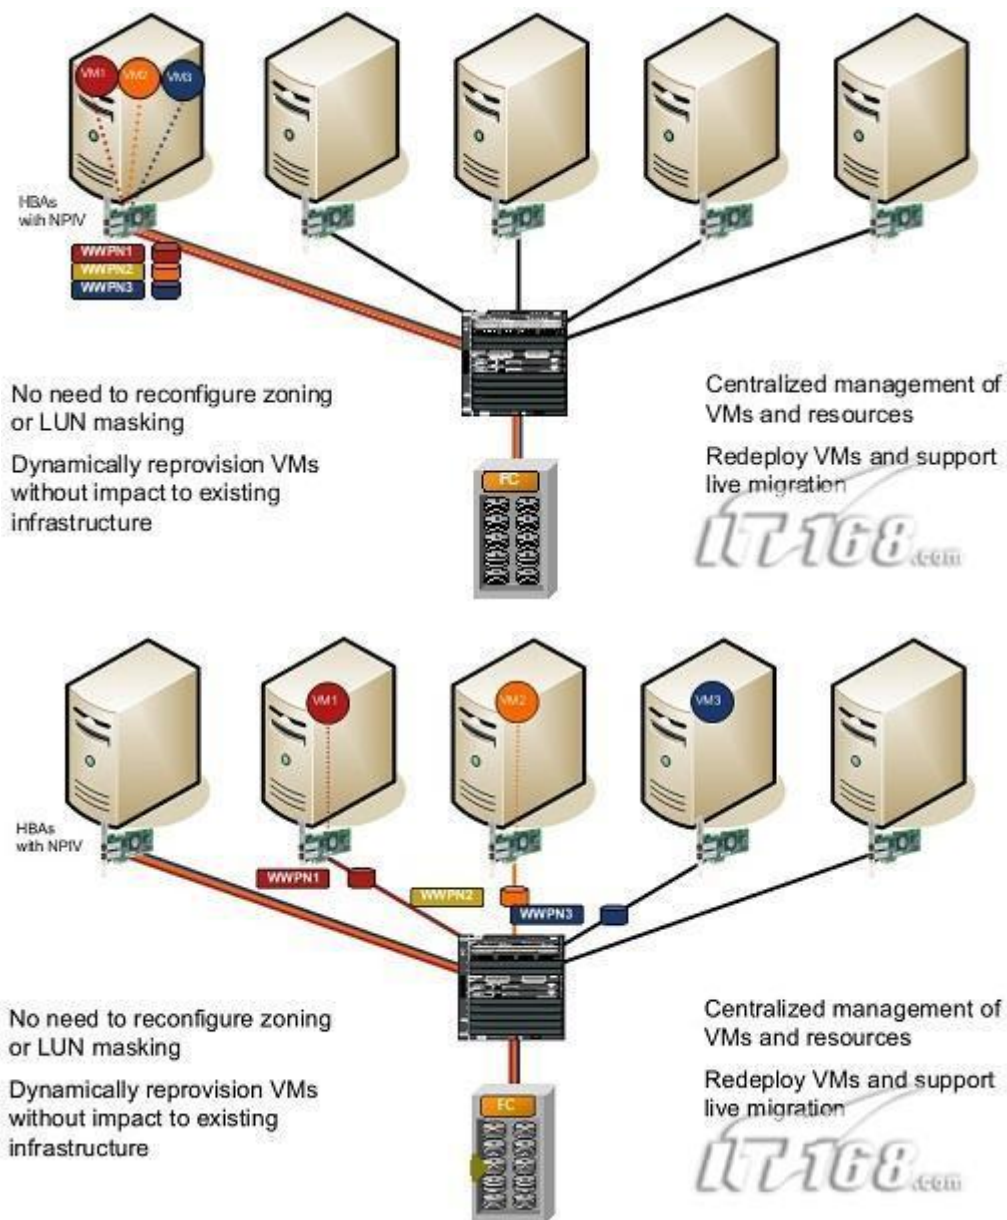 VM1
VM2
VM3
HBAs
with NPIV
WWPN1
WWPN2
WWPN3
No need to reconfigure zoning
or LUN masking
Dynamically reprovision VMs
without impact to existing
infrastructure
FC
Centralized management of
VMs and resources
Redeploy VMs and support
live migration
IT168.com
VM1
VM2
VM3
HBAs
with NPIV
WWPN1
WWPN2
WWPN3
No need to reconfigure zoning
or LUN masking
Dynamically reprovision VMs
without impact to existing
infrastructure
FC
Centralized management of
VMs and resources
Redeploy VMs and support
live migration
IT168.com